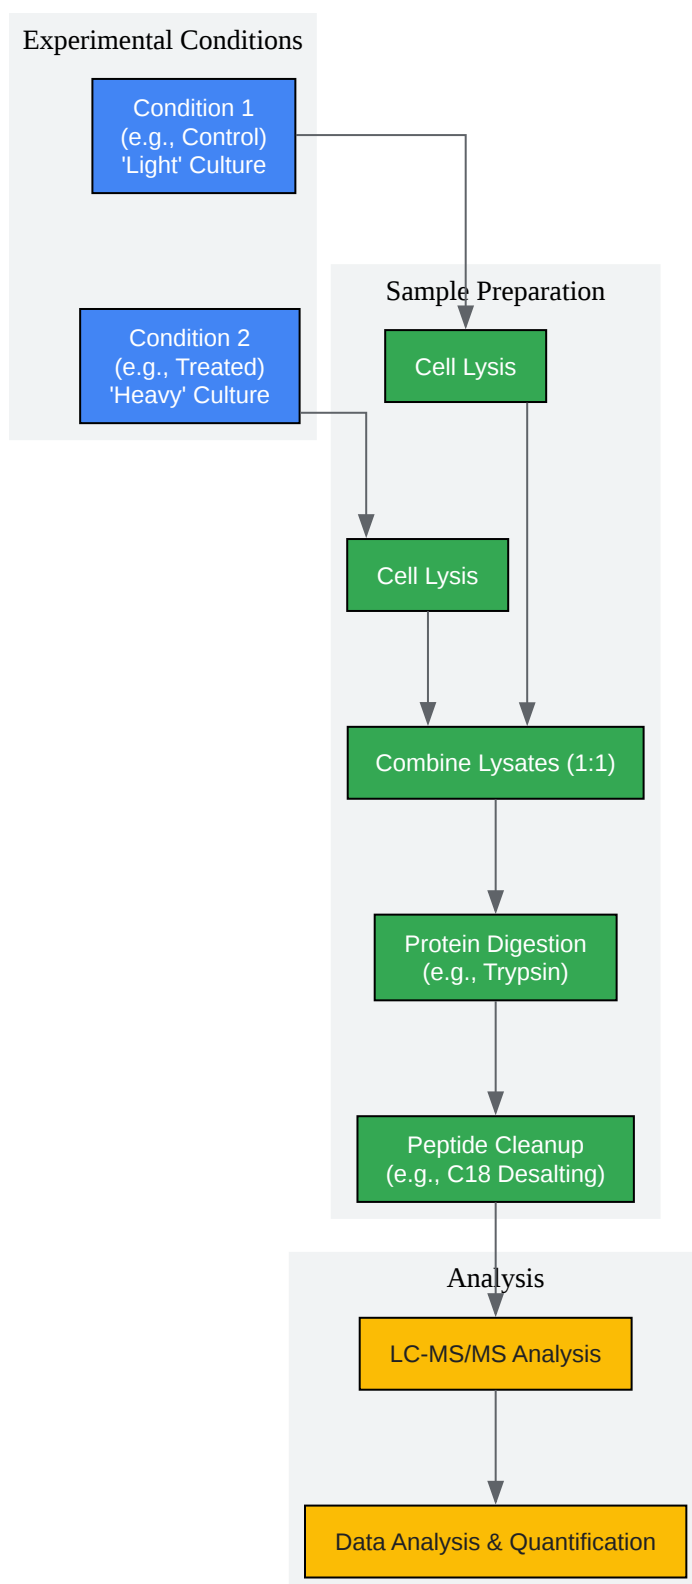 Experimental Conditions
Condition 1
(e.g., Control)
'Light' Culture
Sample Preparation
Condition 2
(e.g., Treated)
'Heavy' Culture
Cell Lysis
Cell Lysis
Combine Lysates (1:1)
Protein Digestion
(e.g., Trypsin)
Peptide Cleanup
(e.g., C18 Desalting)
Analysis
LC-MS/MS Analysis
Data Analysis & Quantification